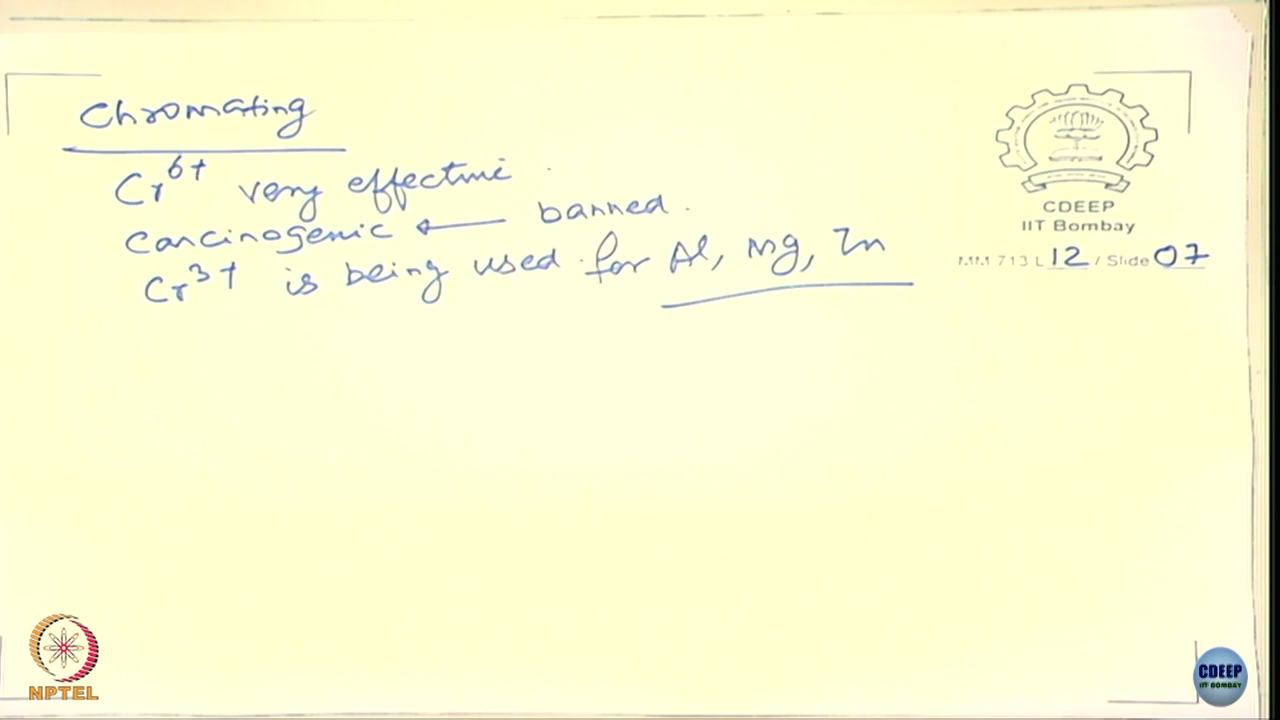 Chromating
Cr6+ very effective
Carcinogenic ← banned.
Cr3+ is being used for Al, Mg, Zn
CDEEP
IIT Bombay
MM 713 L 12 / Slide 07
NPTEL
CDEEP
IIT BOMBAY